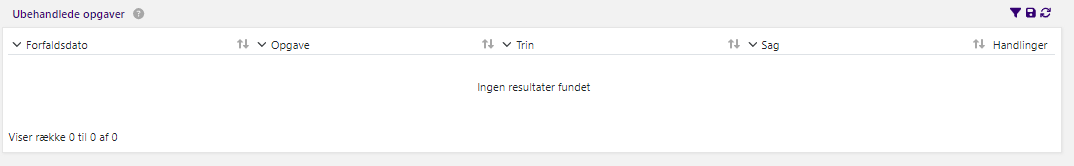 Ubehandlede opgaver ?
Forfaldsdato Opgave Trin Sag Handlinger
Ingen resultater fundet
Viser række 0 til 0 af 0